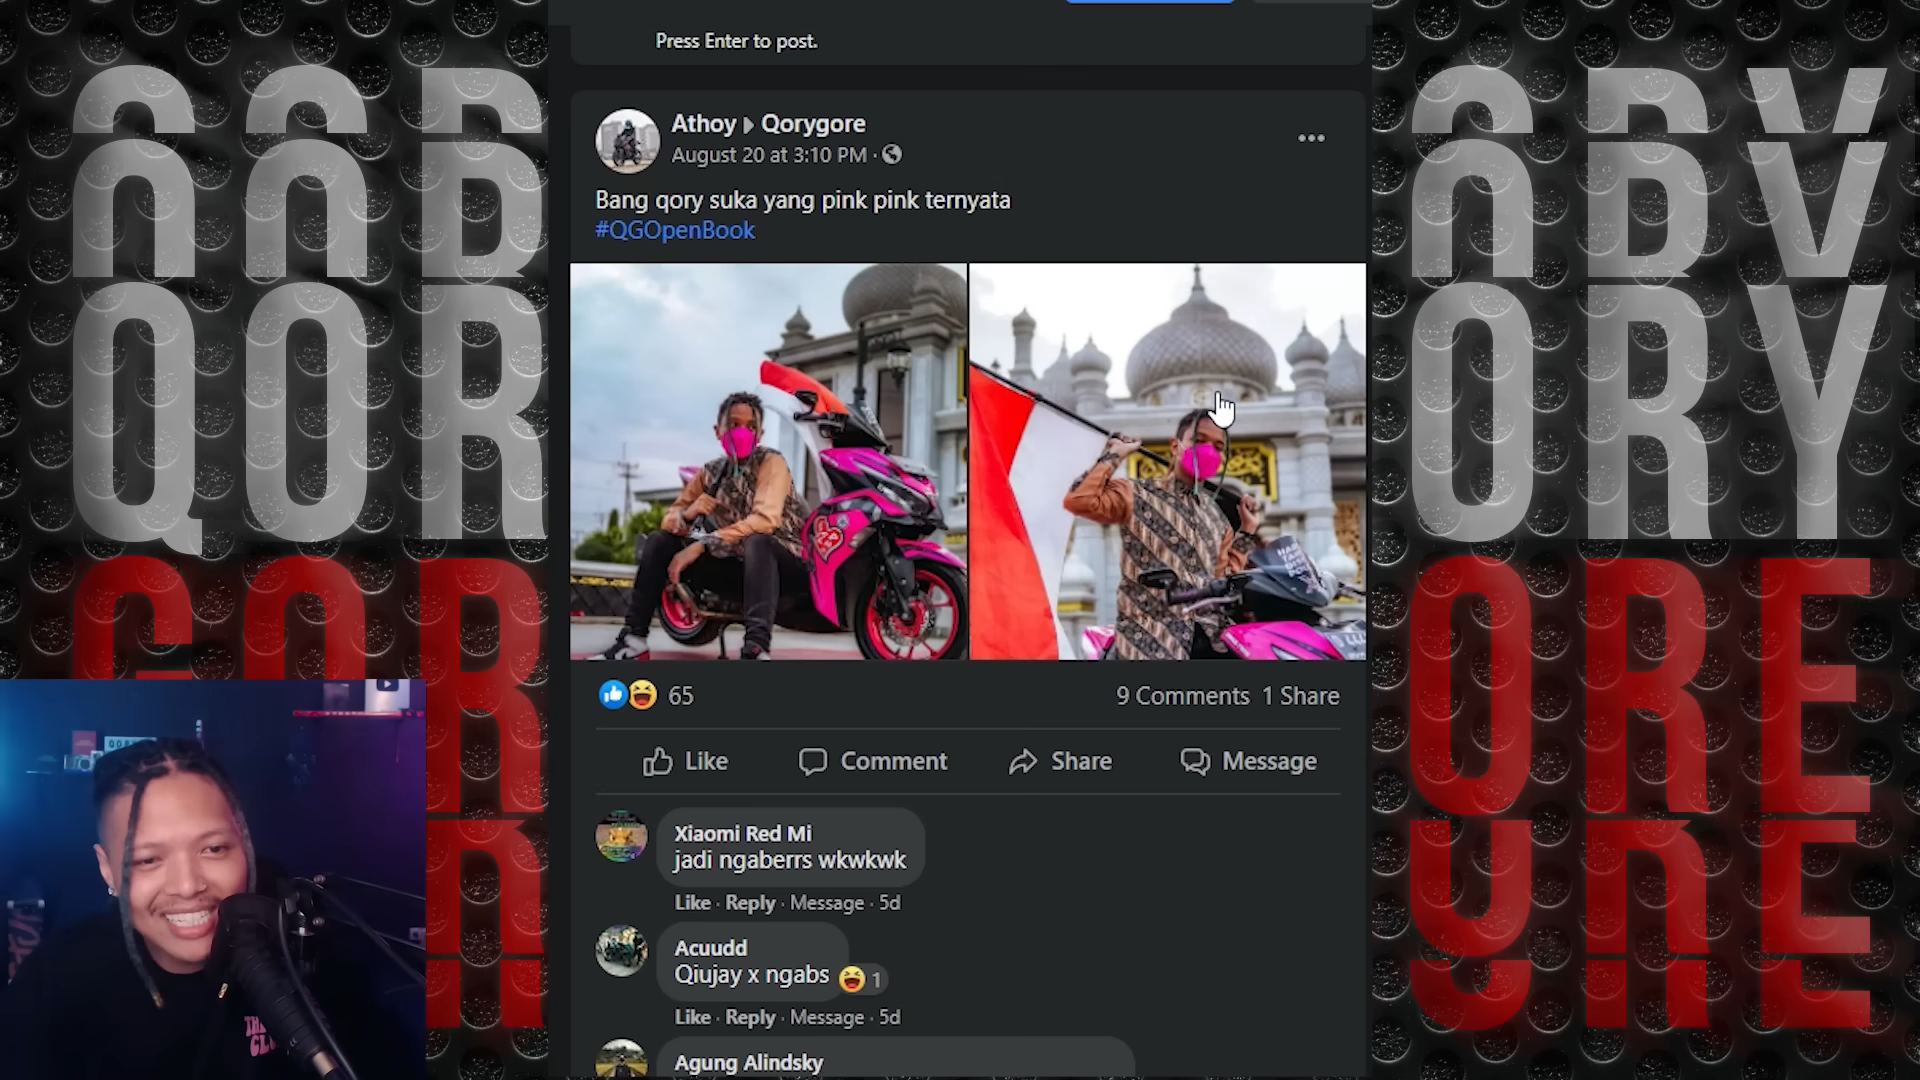 Press Enter to post.
Athoy Qorygore
August 20 at 3:10 PM ·
Bang qory suka yang pink pink ternyata
#QGOpenBook
65
9 Comments 1 Share
Like Comment Share Message
Xiaomi Red Mi
jadi ngaberrs wkwkwk
Like · Reply · Message · 5d
Acuudd
Qiujay x ngabs 1
Like · Reply · Message · 5d
Agung Alindsky
QOR
ORY
ORE